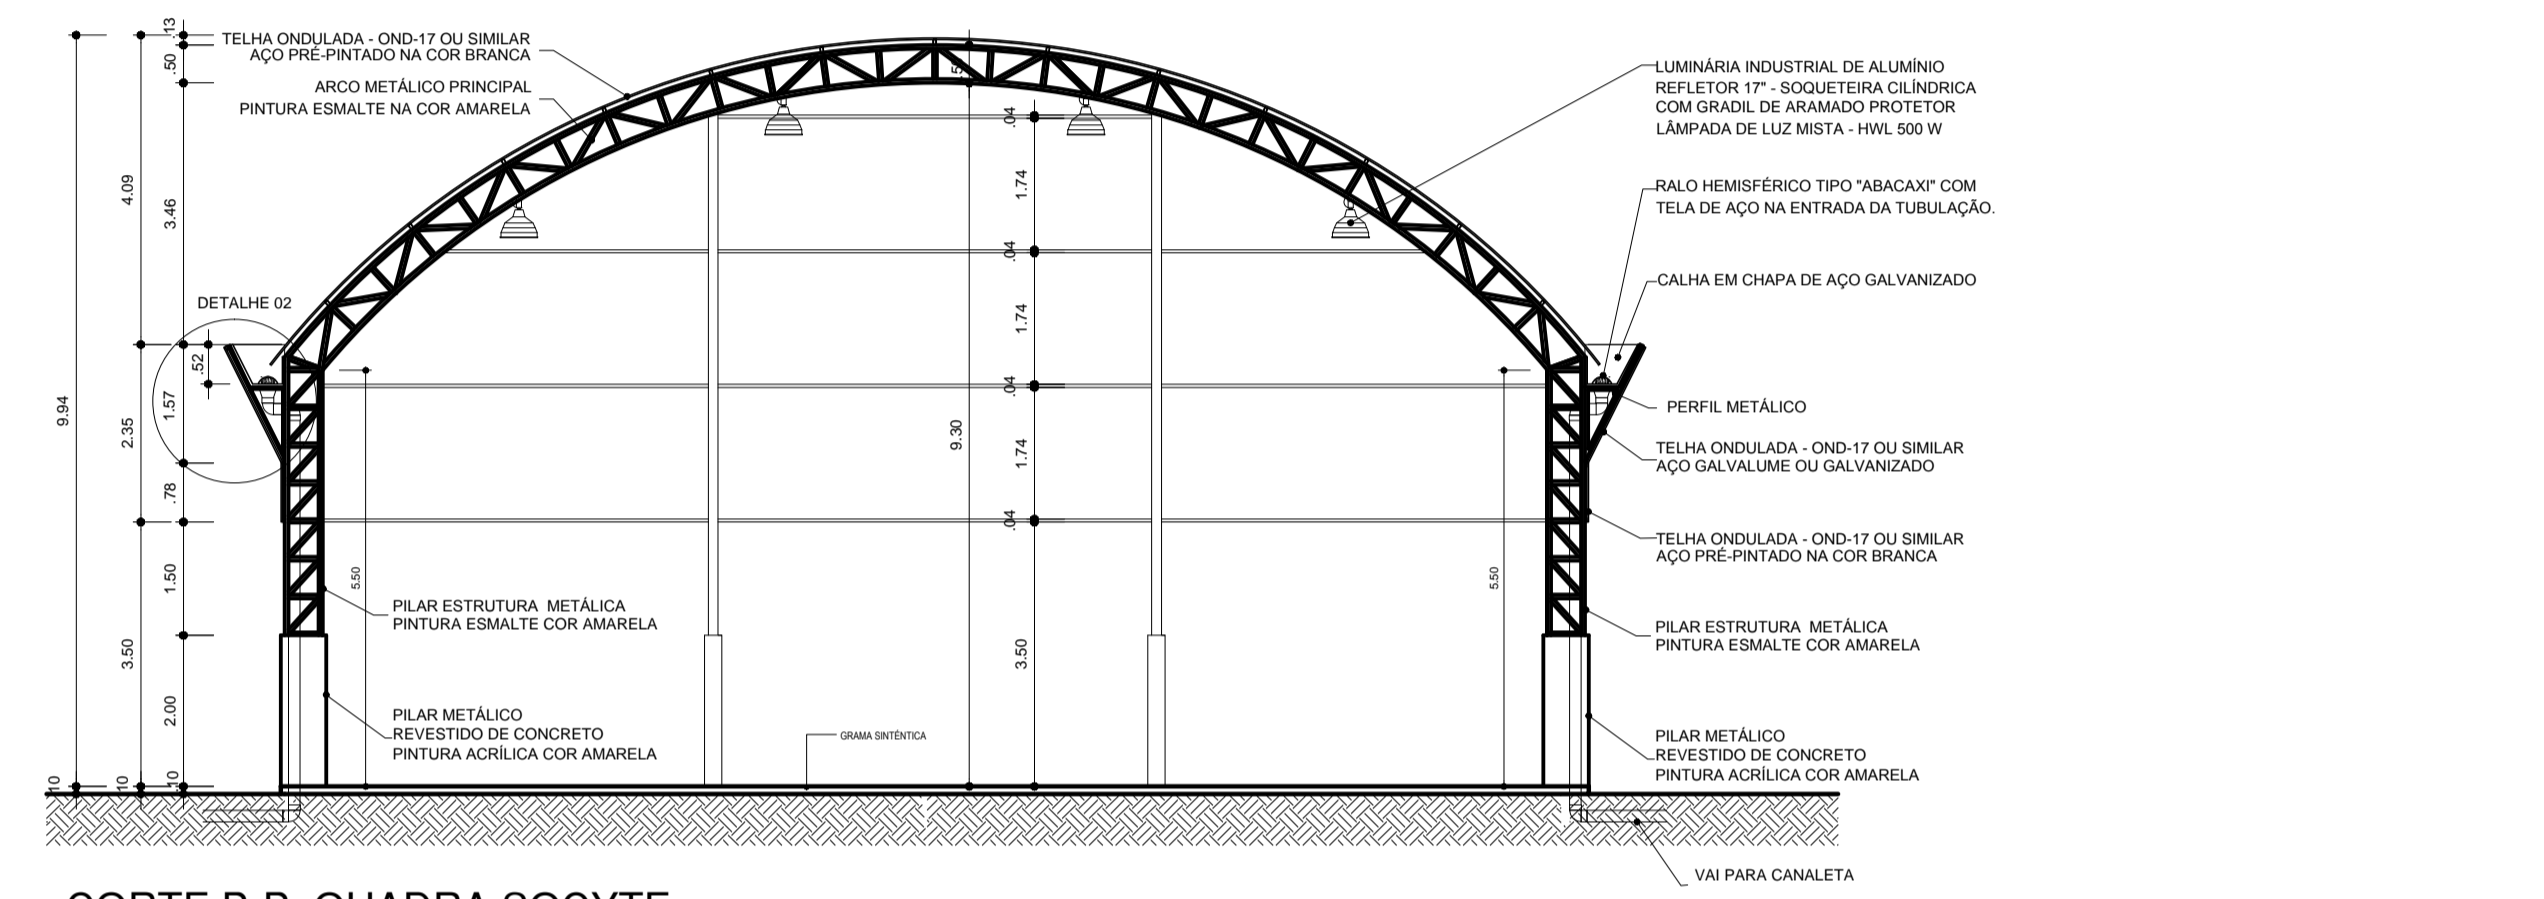 .13
.50
4.09
3.46
.52
1.57
9.94
2.35
.78
1.50
3.50
2.00
10
10
.10
TELHA ONDULADA - OND-17 OU SIMILAR
AÇO PRÉ-PINTADO NA COR BRANCA
ARCO METÁLICO PRINCIPAL
PINTURA ESMALTE NA COR AMARELA
DETALHE 02
5.50
PILAR ESTRUTURA METÁLICA
PINTURA ESMALTE COR AMARELA
PILAR METÁLICO
REVESTIDO DE CONCRETO
PINTURA ACRÍLICA COR AMARELA
GRAMA SINTÉNTICA
9.30
.04
1.74
.04
1.74
.04
1.74
.04
3.50
5.50
LUMINÁRIA INDUSTRIAL DE ALUMÍNIO
REFLETOR 17" - SOQUETEIRA CILÍNDRICA
COM GRADIL DE ARAMADO PROTETOR
LÂMPADA DE LUZ MISTA - HWL 500 W
RALO HEMISFÉRICO TIPO "ABACAXI" COM
TELA DE AÇO NA ENTRADA DA TUBULAÇÃO.
CALHA EM CHAPA DE AÇO GALVANIZADO
PERFIL METÁLICO
TELHA ONDULADA - OND-17 OU SIMILAR
AÇO GALVALUME OU GALVANIZADO
TELHA ONDULADA - OND-17 OU SIMILAR
AÇO PRÉ-PINTADO NA COR BRANCA
PILAR ESTRUTURA METÁLICA
PINTURA ESMALTE COR AMARELA
PILAR METÁLICO
REVESTIDO DE CONCRETO
PINTURA ACRÍLICA COR AMARELA
VAI PARA CANALETA
QUADRA SOCYTE